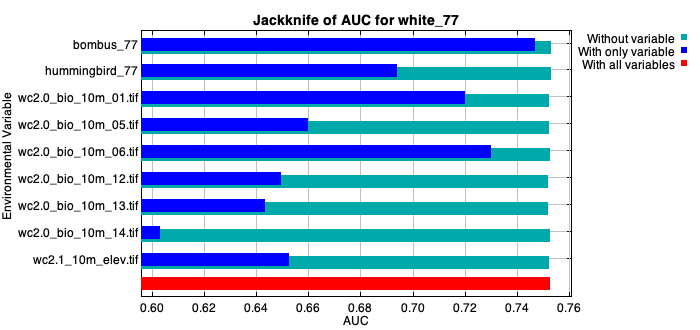 Jackknife of AUC for white_77
bombus_77
hummingbird_77
wc2.0_bio_10m_01.tif
wc2.0_bio_10m_05.tif
wc2.0_bio_10m_06.tif
wc2.0_bio_10m_12.tif
wc2.0_bio_10m_13.tif
wc2.0_bio_10m_14.tif
wc2.1_10m_elev.tif
Environmental Variable
Without variable
With only variable
With all variables
0.60 0.62 0.64 0.66 0.68 0.70 0.72 0.74 0.76
AUC